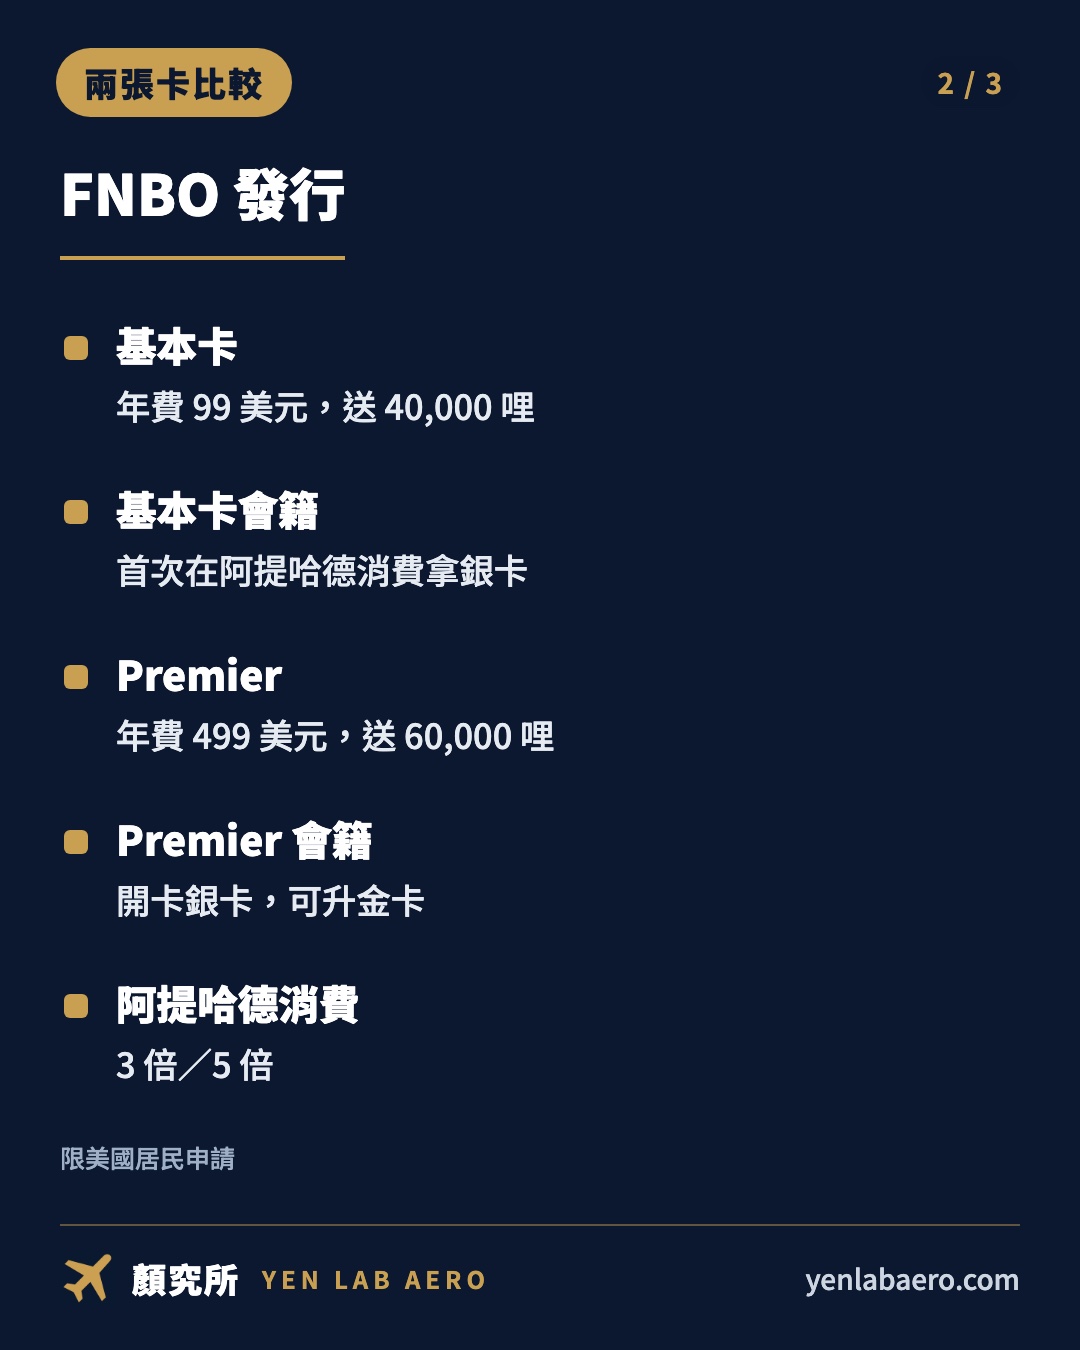 兩張卡比較
2 / 3
FNBO 發行
基本卡
年費 99 美元，送 40,000 哩
基本卡會籍
首次在阿提哈德消費拿銀卡
Premier
年費 499 美元，送 60,000 哩
Premier 會籍
開卡銀卡，可升金卡
阿提哈德消費
3 倍／5 倍
限美國居民申請
顏究所 YEN LAB AERO
yenlabaero.com